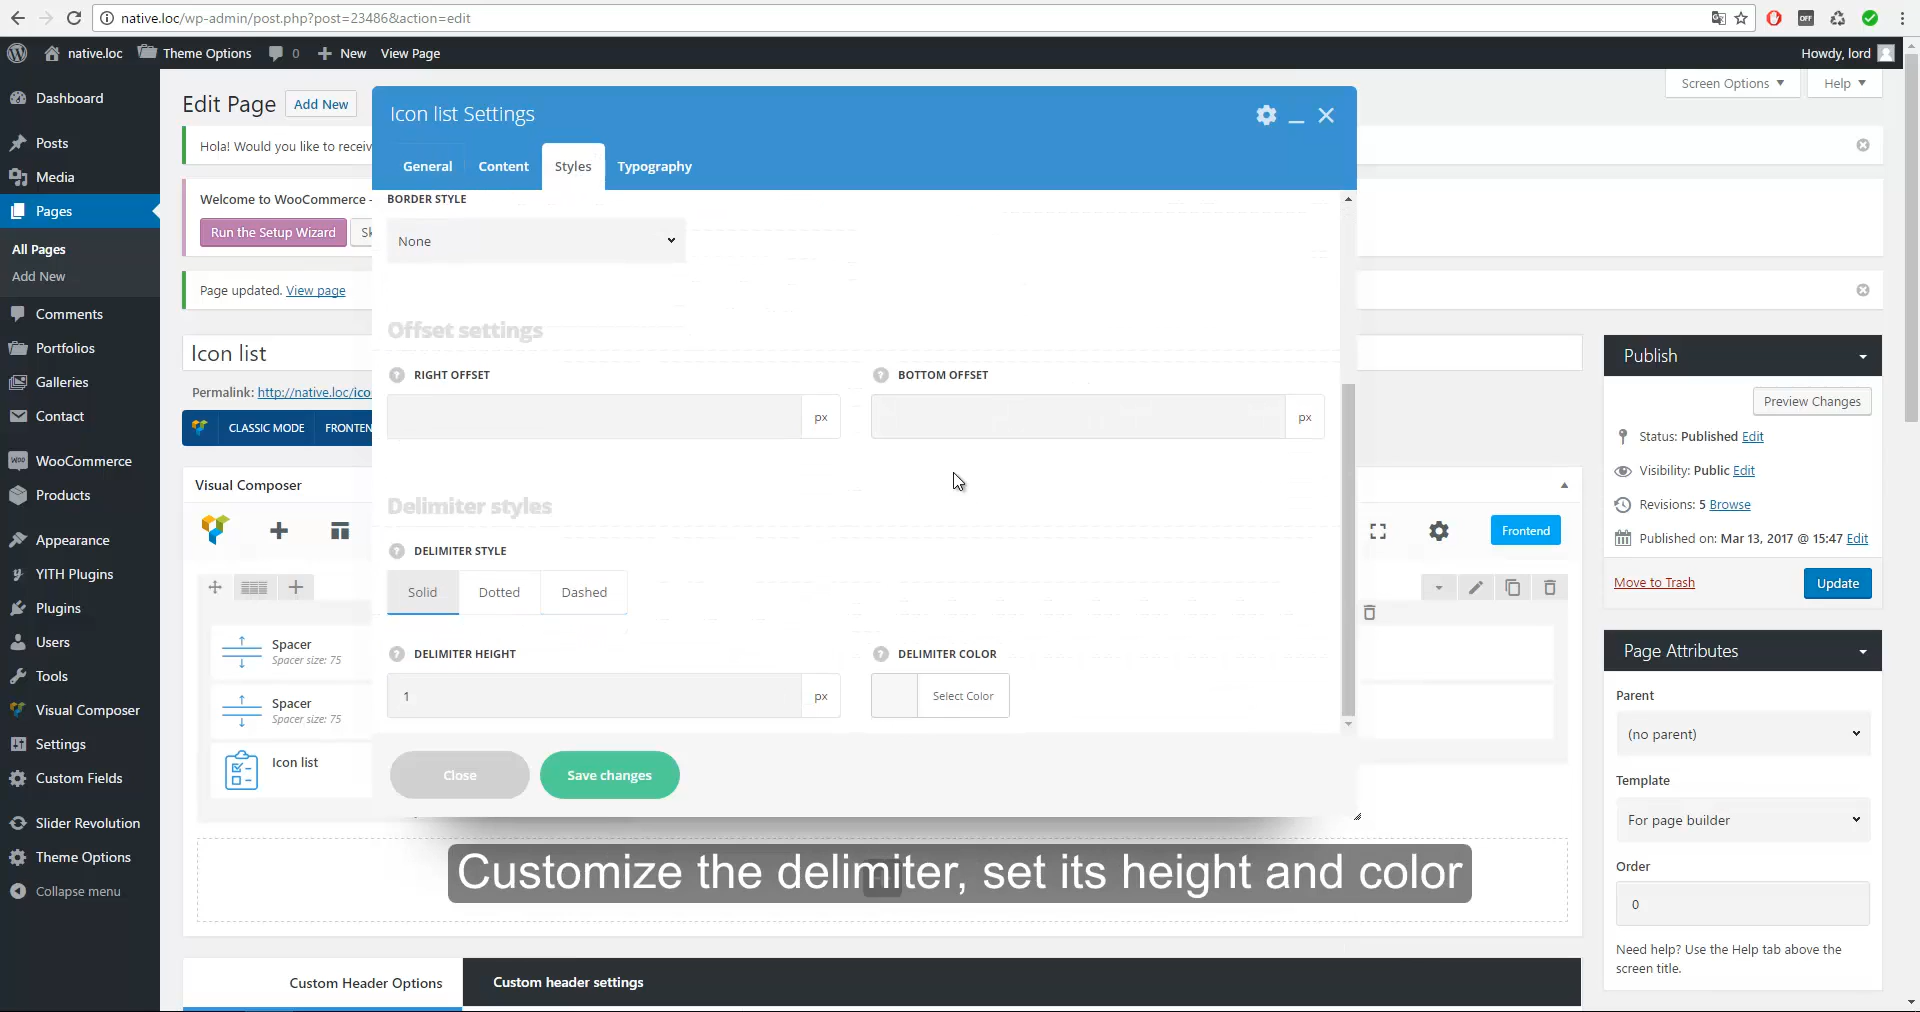 native.loc/wp-admin/post.php?post=23486&action=edit
OFF
native.loc Theme Options 0 New View Page
Howdy, lord
Screen Options Help
Dashboard
Posts
Media
Pages
All Pages
Add New
Comments
Portfolios
Galleries
Contact
WooCommerce
Products
Appearance
YITH Plugins
Plugins
Users
Tools
Visual Composer
Settings
Custom Fields
Slider Revolution
Theme Options
Collapse menu
Edit Page Add New
Hola! Would you like to receiv
Welcome to WooCommerce -
Run the Setup Wizard Sk
Page updated. View page
Icon list
Permalink: http://native.loc/ico
CLASSIC MODE FRONTEN
Visual Composer
Spacer
Spacer size: 75
Spacer
Spacer size: 75
Icon list
Icon list Settings
General Content Styles Typography
BORDER STYLE
None
Offset settings
RIGHT OFFSET BOTTOM OFFSET
px px
Delimiter styles
DELIMITER STYLE
Solid Dotted Dashed
DELIMITER HEIGHT DELIMITER COLOR
1 px Select Color
Close Save changes
Customize the delimiter, set its height and color
Custom Header Options Custom header settings
Frontend
Publish
Preview Changes
Status: Published Edit
Visibility: Public Edit
Revisions: 5 Browse
Published on: Mar 13, 2017 @ 15:47 Edit
Move to Trash Update
Page Attributes
Parent
(no parent)
Template
For page builder
Order
0
Need help? Use the Help tab above the
screen title.